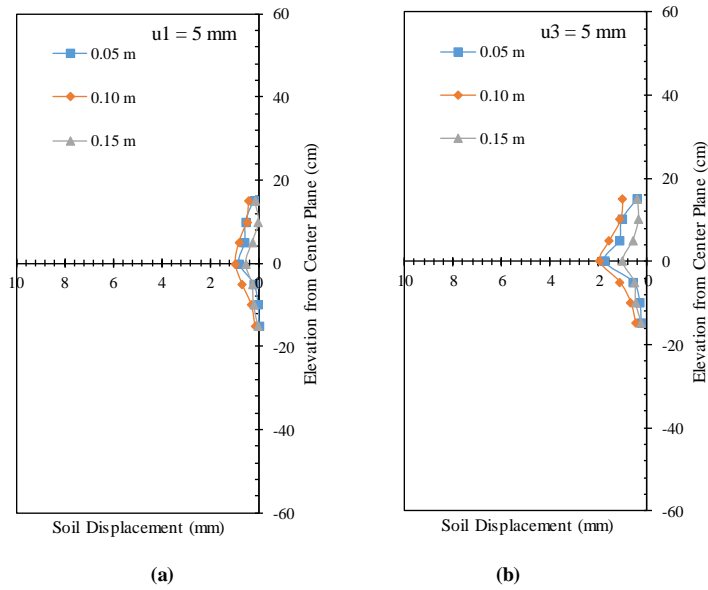 u1 = 5 mm
0.05 m
0.10 m
0.15 m
60
40
20
0
-20
-40
-60
10
8
6
4
2
0
Elevation from Center Plane (cm)
Soil Displacement (mm)
(a)
u3 = 5 mm
0.05 m
0.10 m
0.15 m
60
40
20
0
-20
-40
-60
10
8
6
4
2
0
Elevation from Center Plane (cm)
Soil Displacement (mm)
(b)